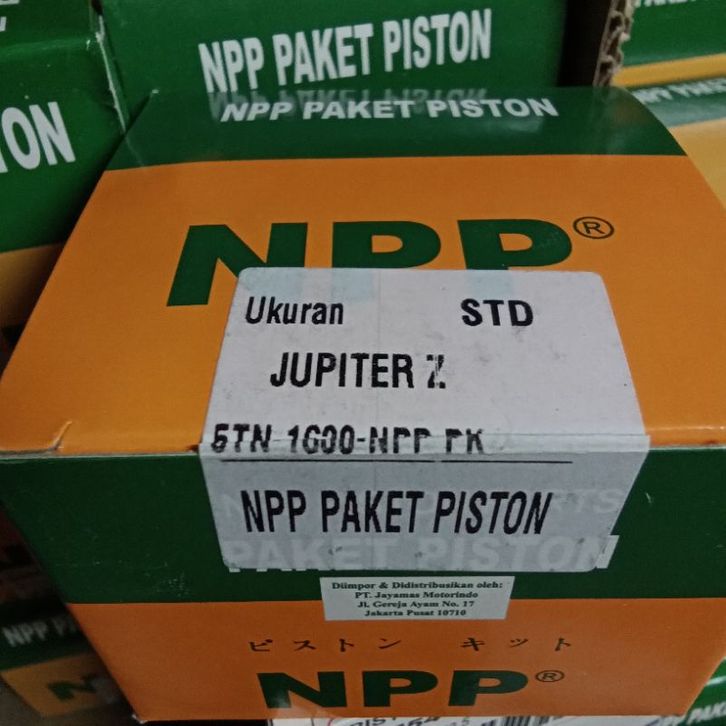 NPP PAKET PISTON
NPP PAKET PISTON
NPP®
Ukuran STD
JUPITER Z
5TN 1G00-NPP PK
NPP PAKET PISTON
PAKET PISTON
Diimpor & Didistribusikan oleh:
PT. Jayamas Motorindo
Jl. Gereja Ayam No. 17
Jakarta Pusat 10710
ピストン キット
NPP®